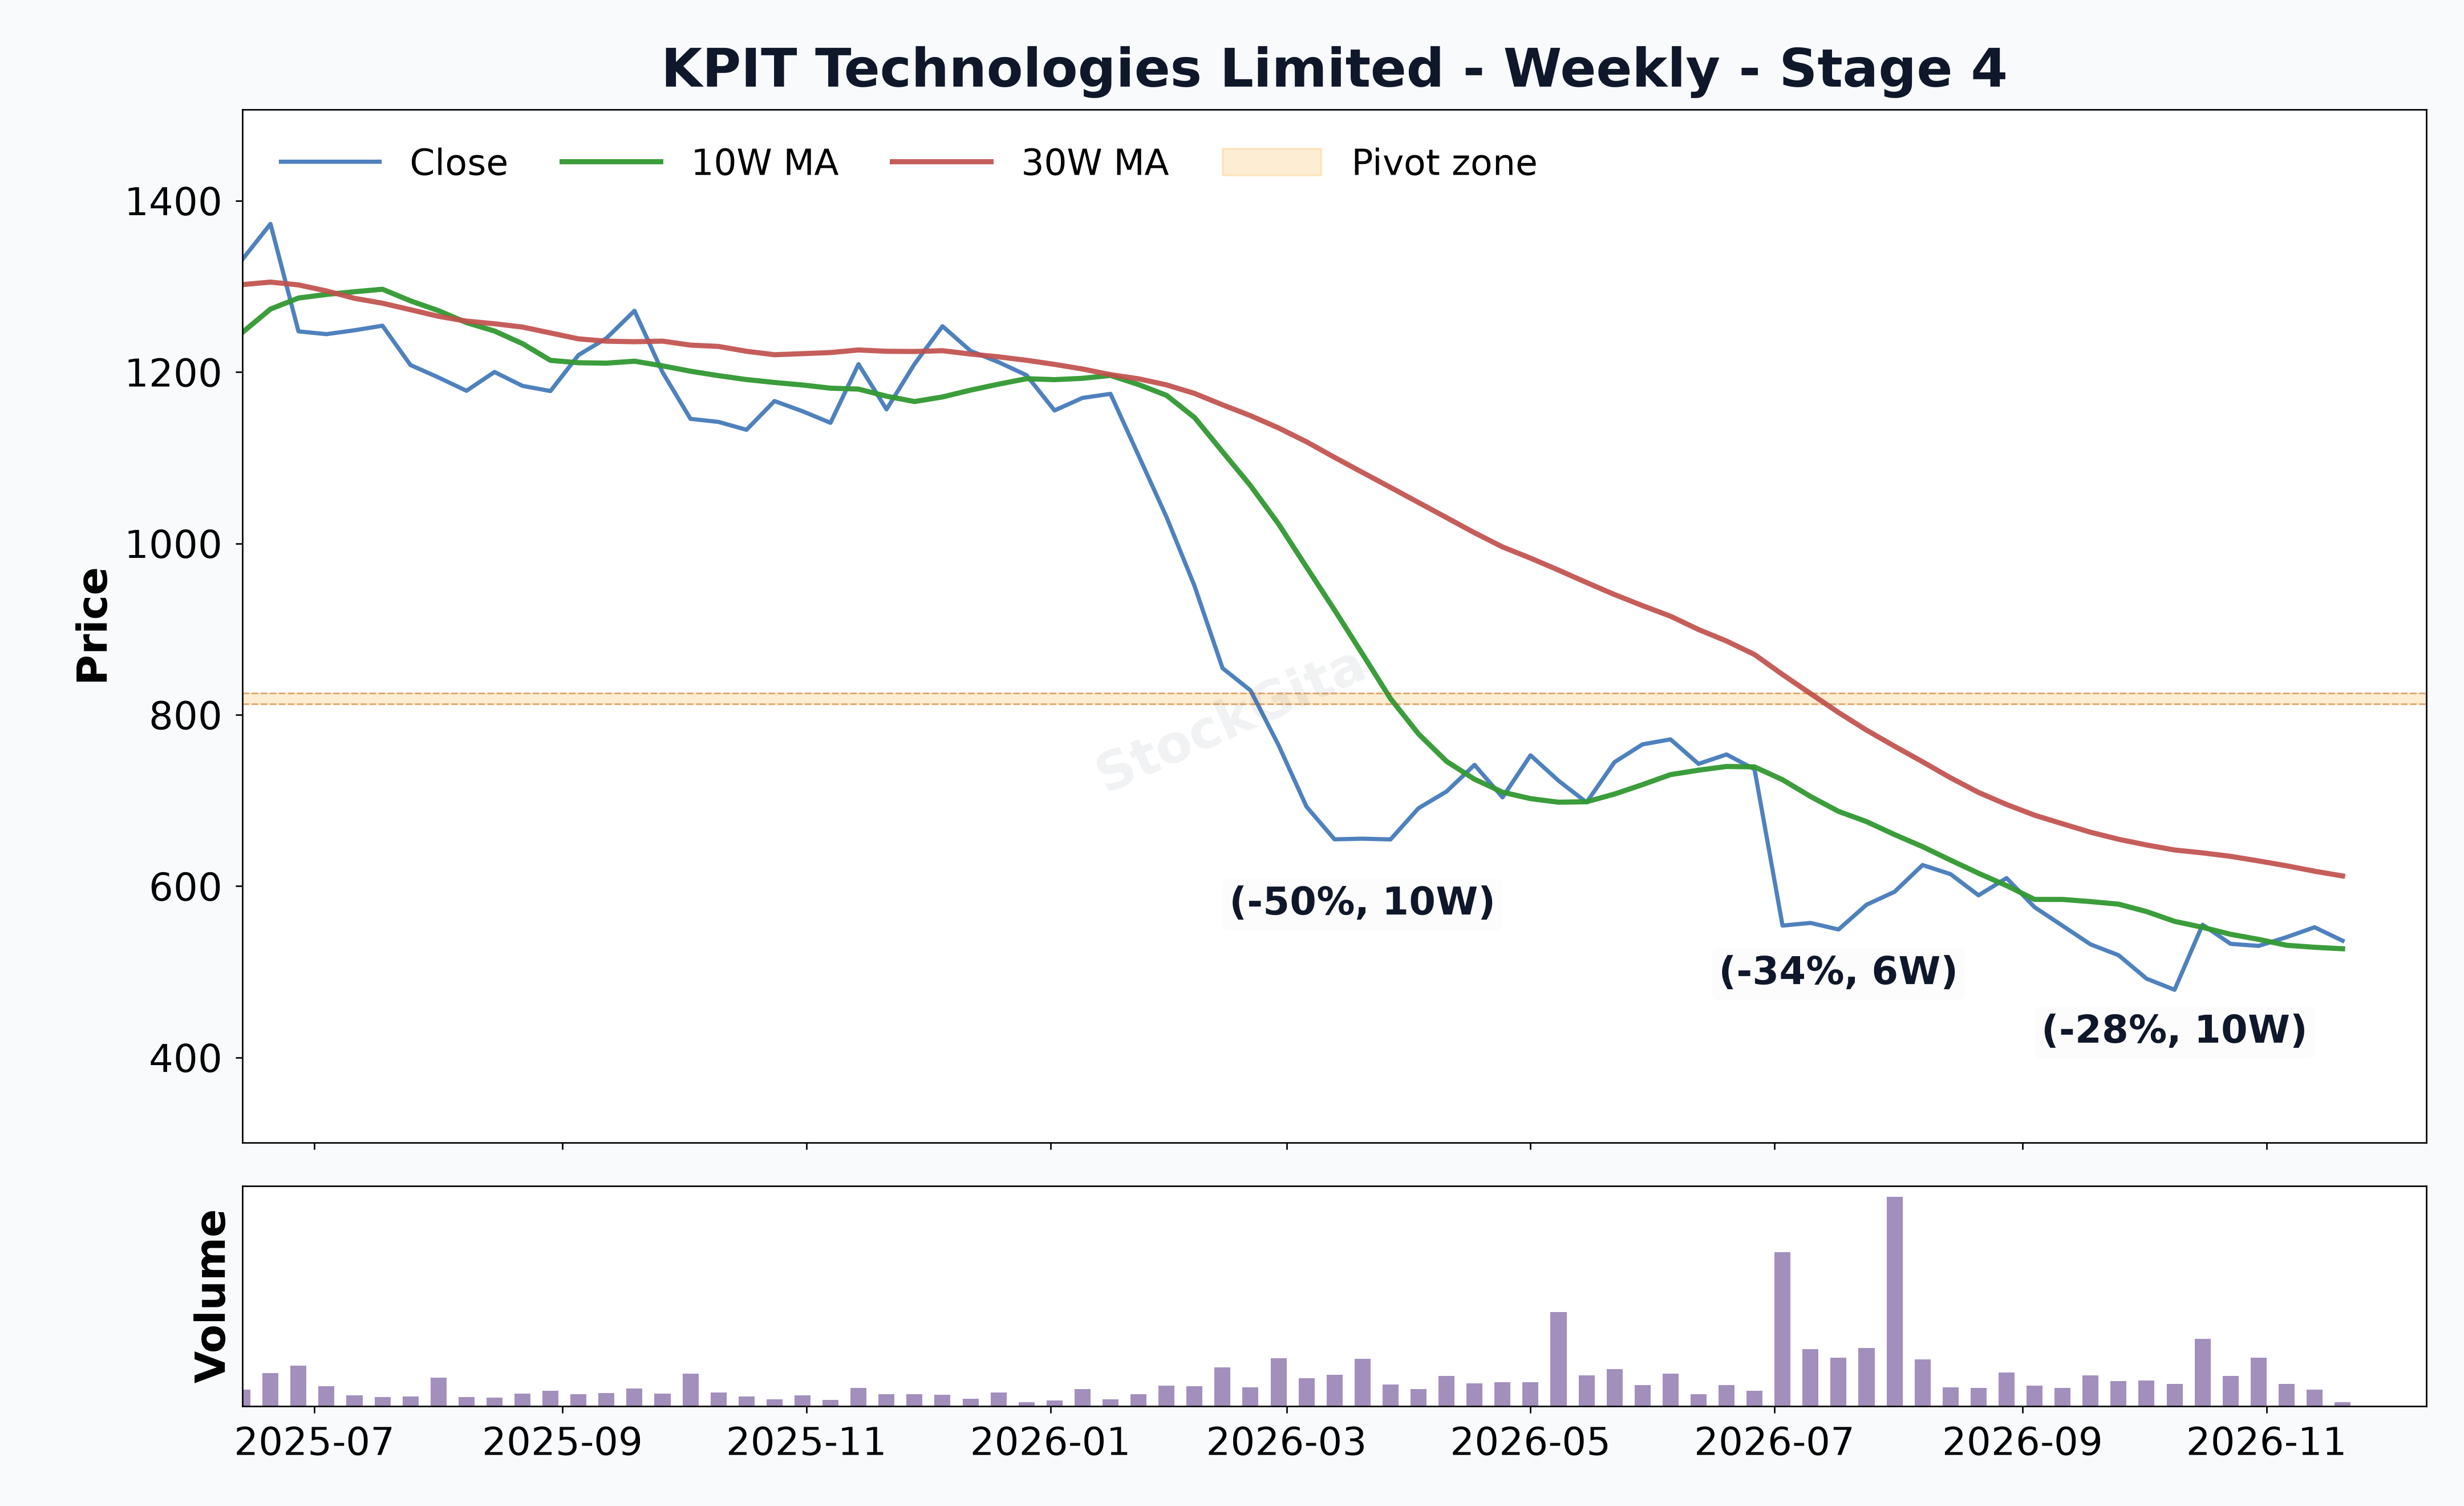 KPIT Technologies Limited - Weekly - Stage 4
Close 10W MA 30W MA Pivot zone
1400
1200
1000
800
600
400
Price
StockGita
(-50%, 10W)
(-34%, 6W)
(-28%, 10W)
Volume
2025-07 2025-09 2025-11 2026-01 2026-03 2026-05 2026-07 2026-09 2026-11